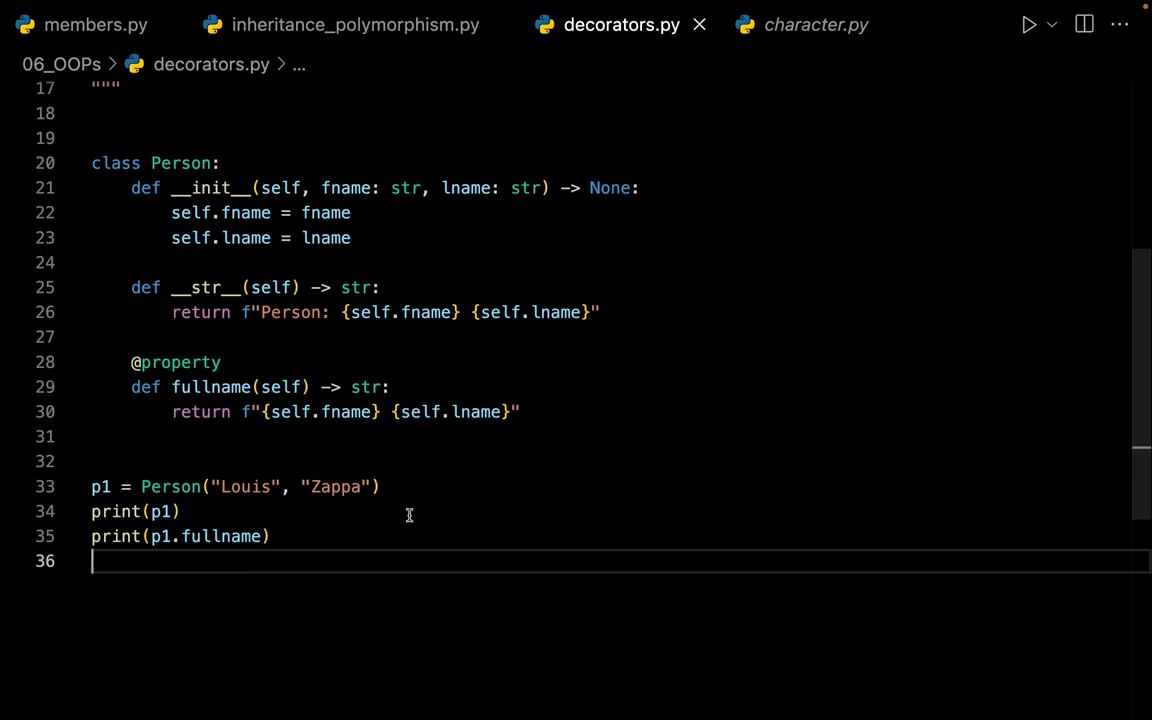 members.py inheritance_polymorphism.py decorators.py character.py
06_OOPs > decorators.py > ...
17 """
18
19
20 class Person:
21     def __init__(self, fname: str, lname: str) -> None:
22         self.fname = fname
23         self.lname = lname
24
25     def __str__(self) -> str:
26         return f"Person: {self.fname} {self.lname}"
27
28     @property
29     def fullname(self) -> str:
30         return f"{self.fname} {self.lname}"
31
32
33 p1 = Person("Louis", "Zappa")
34 print(p1)
35 print(p1.fullname)
36